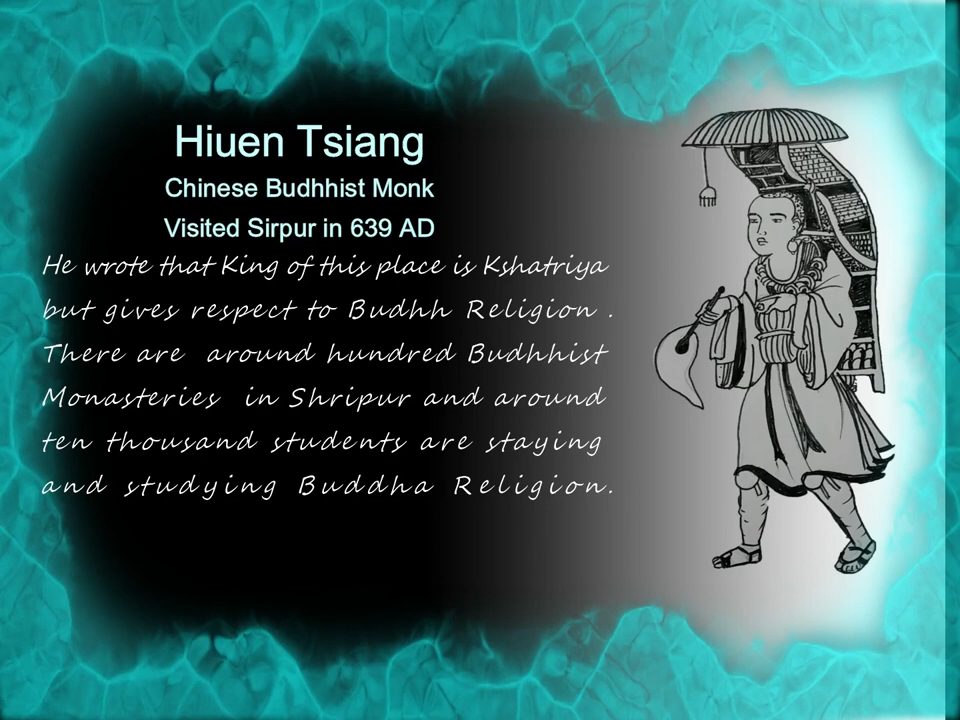 Hiuen Tsiang
Chinese Budhhist Monk
Visited Sirpur in 639 AD
He wrote that King of this place is Kshatriya
but gives respect to Budhh Religion .
There are around hundred Budhhist
Monasteries in Shripur and around
ten thousand students are staying
and studying Buddha Religion.